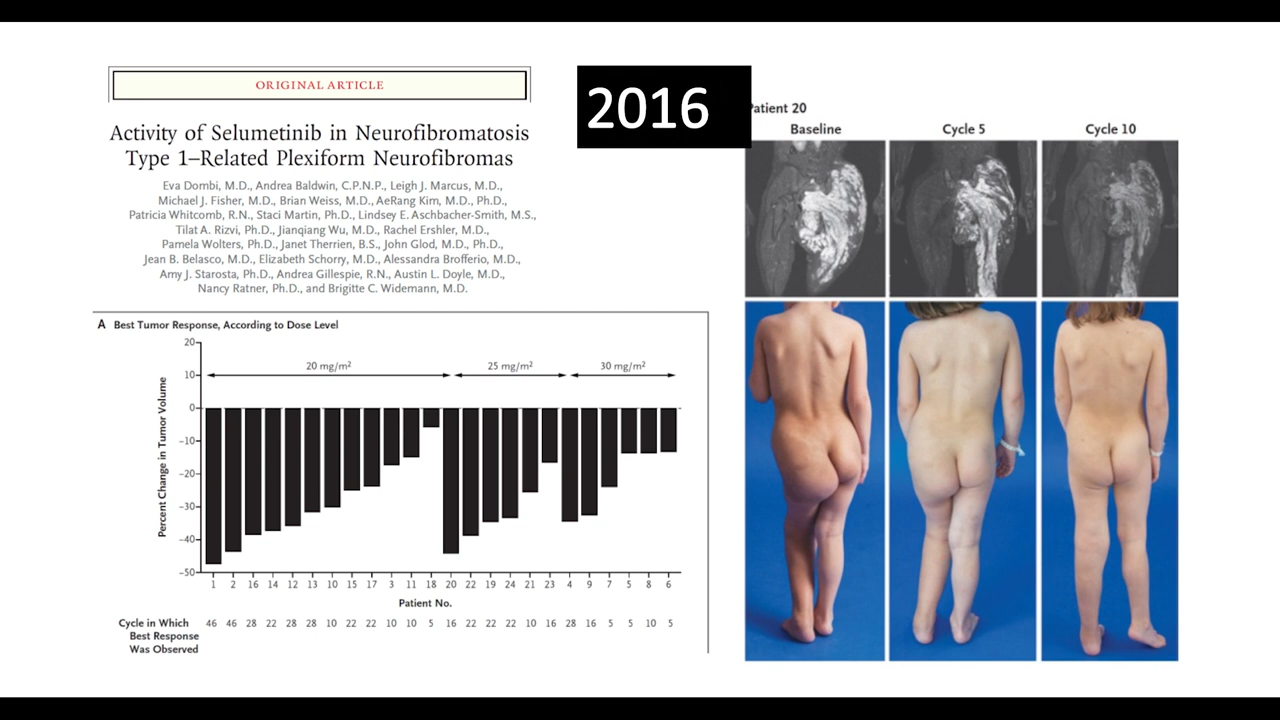 ORIGINAL ARTICLE
Activity of Selumetinib in Neurofibromatosis
Type 1–Related Plexiform Neurofibromas
Eva Dombi, M.D., Andrea Baldwin, C.P.N.P., Leigh J. Marcus, M.D.,
Michael J. Fisher, M.D., Brian Weiss, M.D., AeRang Kim, M.D., Ph.D.,
Patricia Whitcomb, R.N., Staci Martin, Ph.D., Lindsey E. Aschbacher-Smith, M.S.,
Tilat A. Rizvi, Ph.D., Jianqiang Wu, M.D., Rachel Ershler, M.D.,
Pamela Wolters, Ph.D., Janet Therrien, B.S., John Glod, M.D., Ph.D.,
Jean B. Belasco, M.D., Elizabeth Schorry, M.D., Alessandra Brofferio, M.D.,
Amy J. Starosta, Ph.D., Andrea Gillespie, R.N., Austin L. Doyle, M.D.,
Nancy Ratner, Ph.D., and Brigitte C. Widemann, M.D.
2016
Patient 20
Baseline Cycle 5 Cycle 10
A Best Tumor Response, According to Dose Level
Percent Change in Tumor Volume
20
10
0
–10
–20
–30
–40
–50
20 mg/m² 25 mg/m² 30 mg/m²
1 2 16 14 12 13 10 15 17 3 11 18 20 22 19 24 21 23 4 9 7 5 8 6
Patient No.
Cycle in Which
Best Response
Was Observed
46 46 28 22 28 28 10 22 22 10 10 5 16 22 22 22 10 16 28 16 5 5 10 5